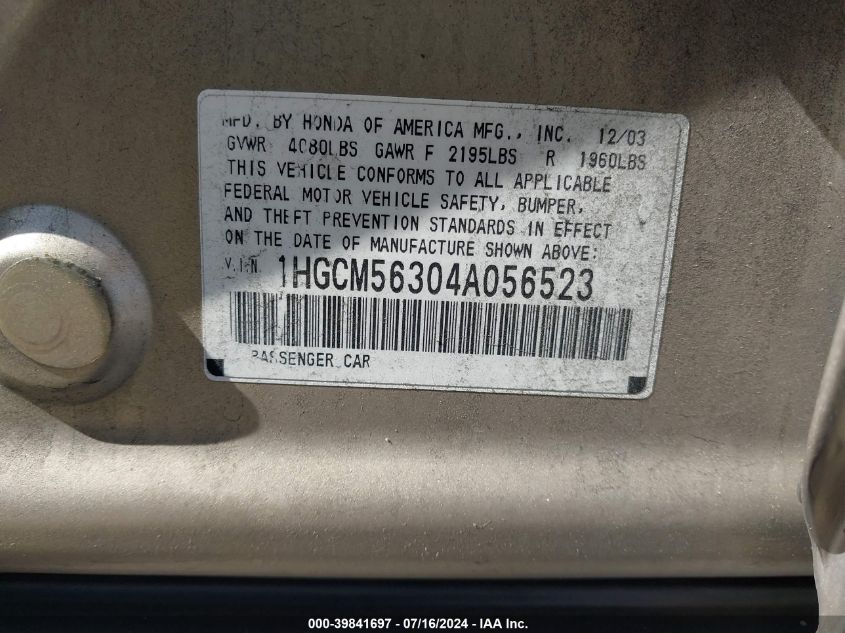 MFD. BY HONDA OF AMERICA MFG., INC. 12/03
GVWR 4080LBS GAWR F 2195LBS R 1960LBS
THIS VEHICLE CONFORMS TO ALL APPLICABLE
FEDERAL MOTOR VEHICLE SAFETY, BUMPER,
AND THEFT PREVENTION STANDARDS IN EFFECT
ON THE DATE OF MANUFACTURE SHOWN ABOVE:
V.I.N. 1HGCM56304A056523
PASSENGER CAR
000-39841697 - 07/16/2024 - IAA Inc.